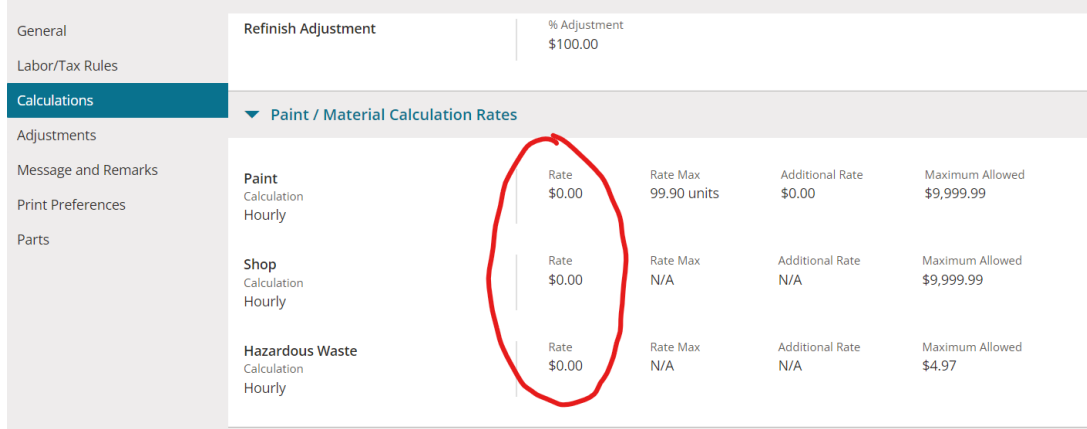 General
Labor/Tax Rules
Calculations
Adjustments
Message and Remarks
Print Preferences
Parts
Refinish Adjustment
% Adjustment
$100.00
Paint / Material Calculation Rates
Paint
Calculation
Hourly
Rate Rate Max Additional Rate Maximum Allowed
$0.00 99.90 units $0.00 $9,999.99
Shop
Calculation
Hourly
Rate Rate Max Additional Rate Maximum Allowed
$0.00 N/A N/A $9,999.99
Hazardous Waste
Calculation
Hourly
Rate Rate Max Additional Rate Maximum Allowed
$0.00 N/A N/A $4.97